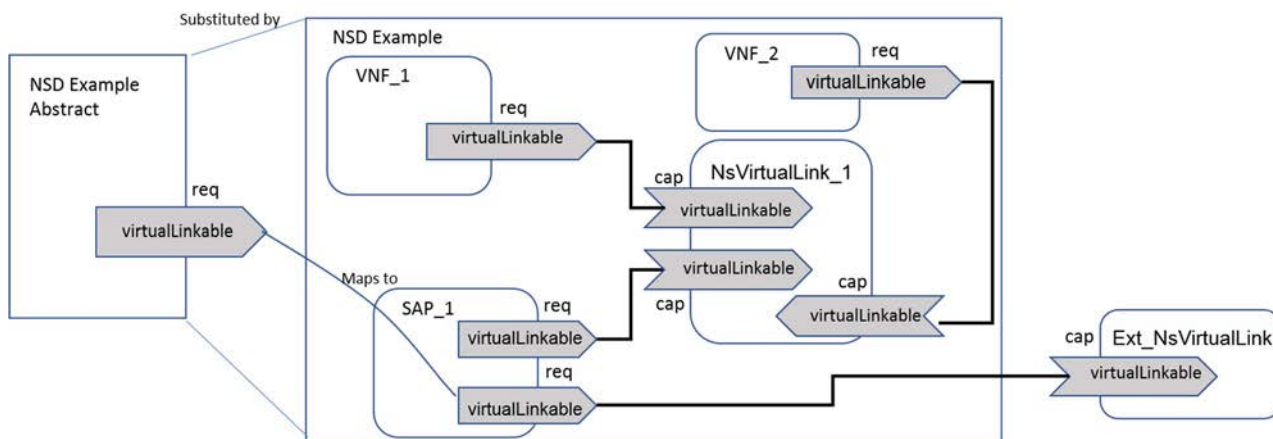 Substituted by
NSD Example
Abstract
req
virtualLinkable
NSD Example
VNF_1
req
virtualLinkable
VNF_2
req
virtualLinkable
NsVirtualLink_1
cap
virtualLinkable
virtualLinkable
cap
cap
virtualLinkable
Maps to
SAP_1
req
virtualLinkable
req
virtualLinkable
cap
Ext_NsVirtualLink
virtualLinkable